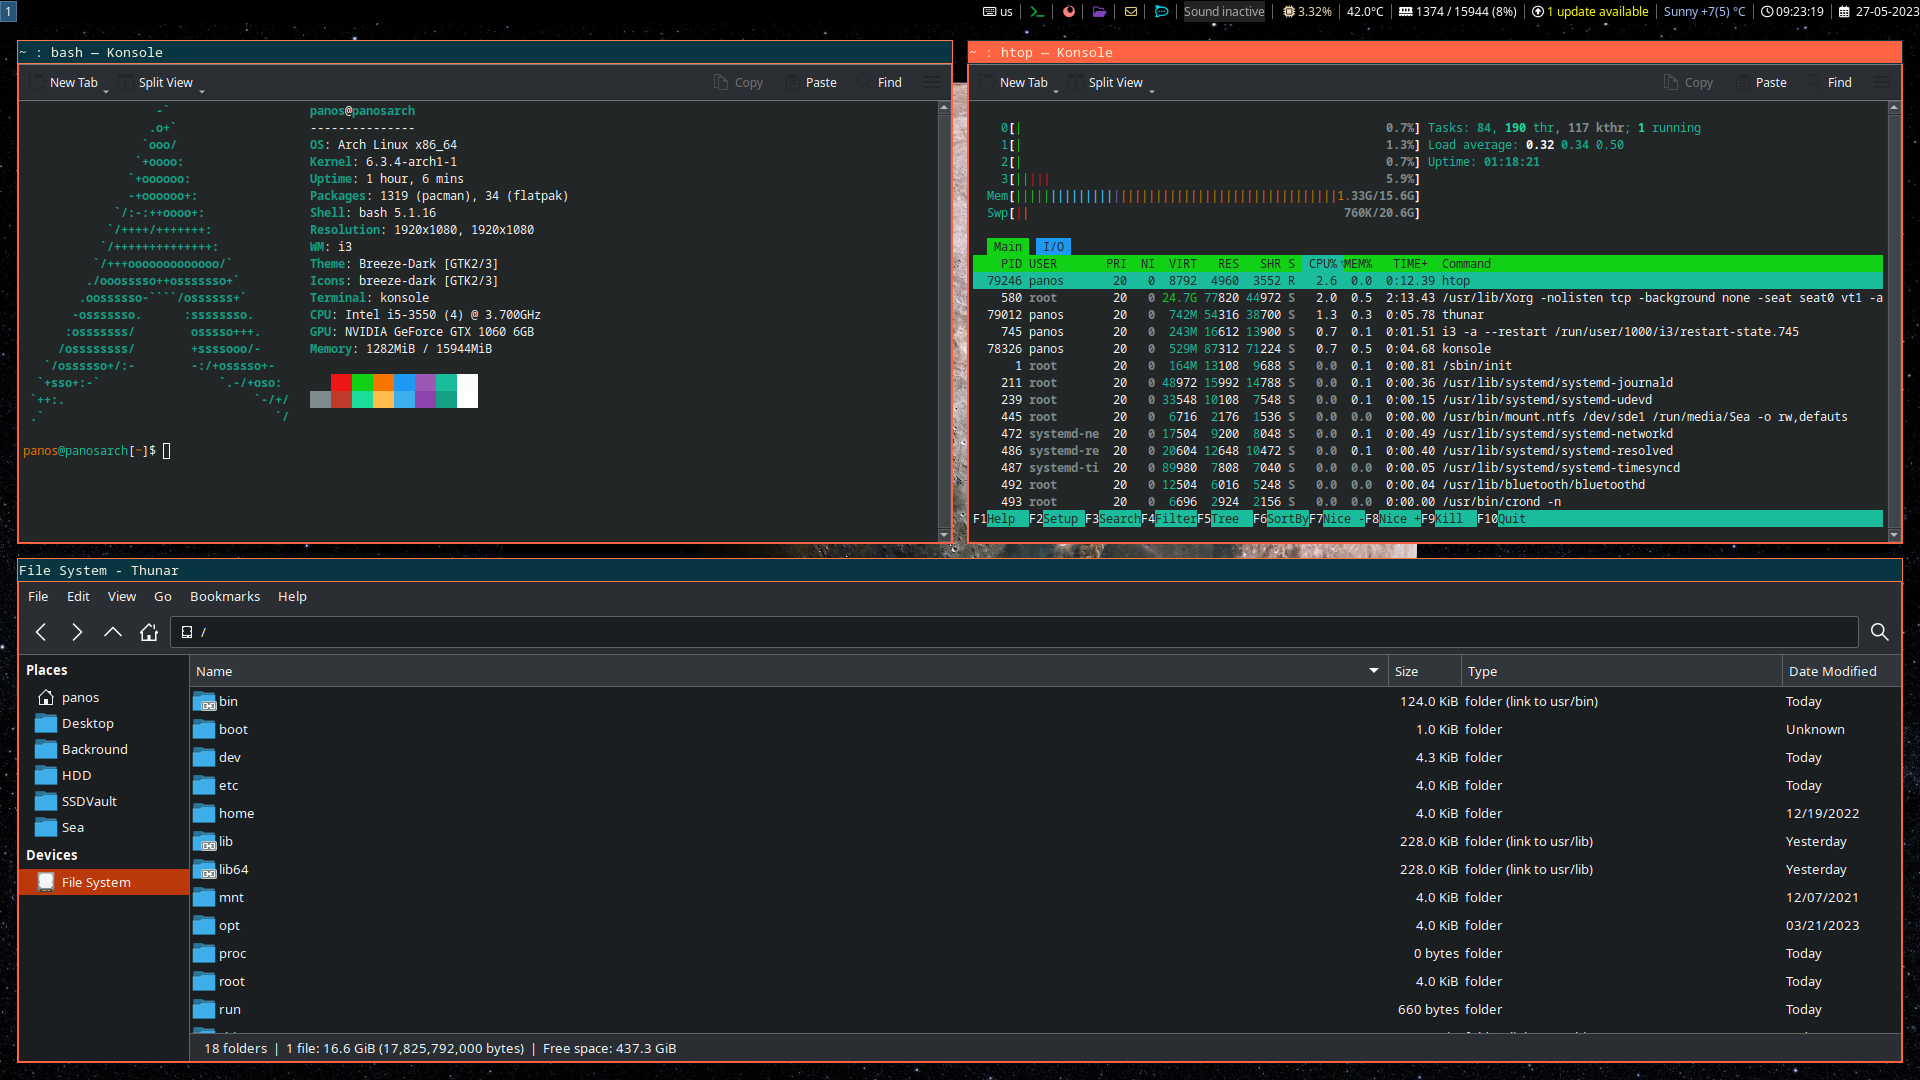 1
us
Sound inactive
3.32%
42.0°C
1374 / 15944 (8%)
1 update available
Sunny +7(5) °C
09:23:19
27-05-2023
~ : bash — Konsole
New Tab
Split View
Copy
Paste
Find
panos@panosarch
---------------
OS: Arch Linux x86_64
Kernel: 6.3.4-arch1-1
Uptime: 1 hour, 6 mins
Packages: 1319 (pacman), 34 (flatpak)
Shell: bash 5.1.16
Resolution: 1920x1080, 1920x1080
WM: i3
Theme: Breeze-Dark [GTK2/3]
Icons: breeze-dark [GTK2/3]
Terminal: konsole
CPU: Intel i5-3550 (4) @ 3.700GHz
GPU: NVIDIA GeForce GTX 1060 6GB
Memory: 1282MiB / 15944MiB
panos@panosarch[~]$
~ : htop — Konsole
New Tab
Split View
Copy
Paste
Find
0[| 0.7%] Tasks: 84, 190 thr, 117 kthr; 1 running
1[| 1.3%] Load average: 0.32 0.34 0.50
2[| 0.7%] Uptime: 01:18:21
3[||||| 5.9%]
Mem[ 1.33G/15.6G]
Swp[|| 760K/20.6G]
Main I/O
PID USER PRI NI VIRT RES SHR S CPU%▽MEM% TIME+ Command
79246 panos 20 0 8792 4960 3552 R 2.6 0.0 0:12.39 htop
580 root 20 0 24.7G 77820 44972 S 2.0 0.5 2:13.43 /usr/lib/Xorg -nolisten tcp -background none -seat seat0 vt1 -a
79012 panos 20 0 742M 54316 38700 S 1.3 0.3 0:05.78 thunar
745 panos 20 0 243M 16612 13900 S 0.7 0.1 0:01.51 i3 -a --restart /run/user/1000/i3/restart-state.745
78326 panos 20 0 529M 87312 71224 S 0.7 0.5 0:04.68 konsole
1 root 20 0 164M 13108 9688 S 0.0 0.1 0:00.81 /sbin/init
211 root 20 0 48972 15992 14788 S 0.0 0.1 0:00.36 /usr/lib/systemd/systemd-journald
239 root 20 0 33548 10108 7548 S 0.0 0.1 0:00.15 /usr/lib/systemd/systemd-udevd
445 root 20 0 6716 2176 1536 S 0.0 0.0 0:00.00 /usr/bin/mount.ntfs /dev/sde1 /run/media/Sea -o rw,defauts
472 systemd-ne 20 0 17504 9200 8048 S 0.0 0.1 0:00.49 /usr/lib/systemd/systemd-networkd
486 systemd-re 20 0 20604 12648 10472 S 0.0 0.1 0:00.40 /usr/lib/systemd/systemd-resolved
487 systemd-ti 20 0 89980 7808 7040 S 0.0 0.0 0:00.05 /usr/lib/systemd/systemd-timesyncd
492 root 20 0 12504 6016 5248 S 0.0 0.0 0:00.04 /usr/lib/bluetooth/bluetoothd
493 root 20 0 6696 2924 2156 S 0.0 0.0 0:00.00 /usr/bin/crond -n
F1Help F2Setup F3SearchF4FilterF5Tree F6SortByF7Nice -F8Nice +F9Kill F10Quit
File System - Thunar
File
Edit
View
Go
Bookmarks
Help
/
Places
panos
Desktop
Backround
HDD
SSDVault
Sea
Devices
File System
Name Size Type Date Modified
bin 124.0 KiB folder (link to usr/bin) Today
boot 1.0 KiB folder Unknown
dev 4.3 KiB folder Today
etc 4.0 KiB folder Today
home 4.0 KiB folder 12/19/2022
lib 228.0 KiB folder (link to usr/lib) Yesterday
lib64 228.0 KiB folder (link to usr/lib) Yesterday
mnt 4.0 KiB folder 12/07/2021
opt 4.0 KiB folder 03/21/2023
proc 0 bytes folder Today
root 4.0 KiB folder Today
run 660 bytes folder Today
18 folders | 1 file: 16.6 GiB (17,825,792,000 bytes) | Free space: 437.3 GiB